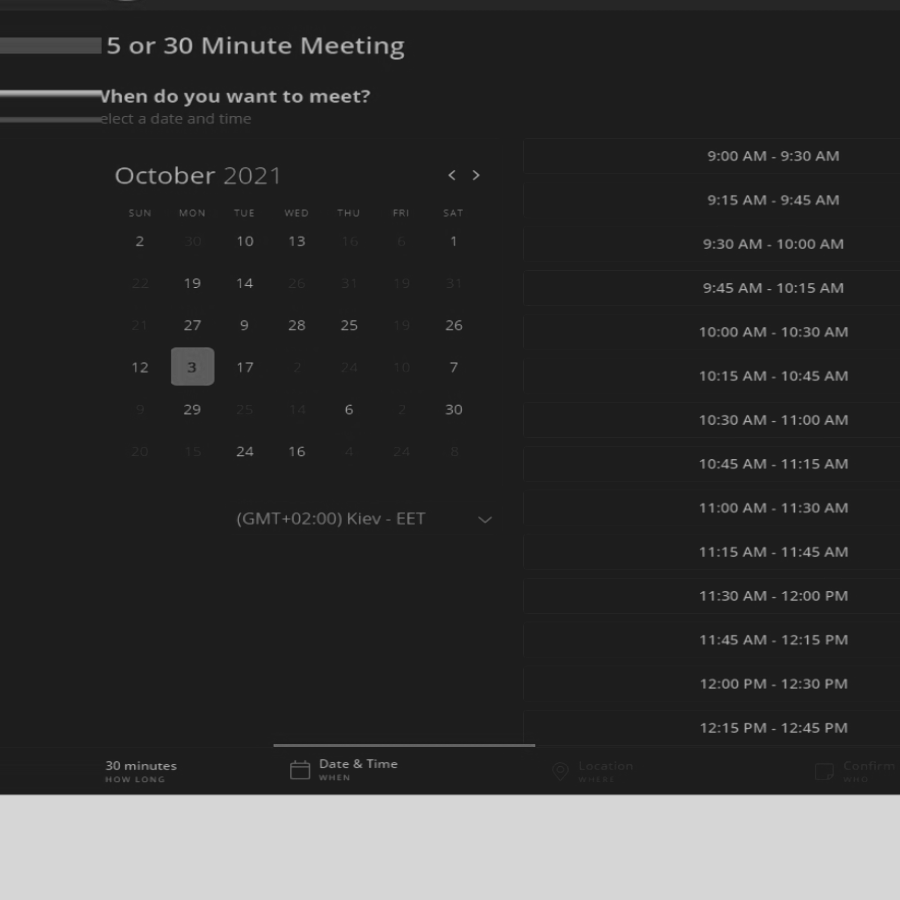 5 or 30 Minute Meeting
When do you want to meet?
elect a date and time
October 2021 < >
SUN MON TUE WED THU FRI SAT
2 30 10 13 16 6 1
22 19 14 26 31 19 31
21 27 9 28 25 19 26
12 3 17 2 24 10 7
9 29 25 14 6 2 30
20 15 24 16 4 24 8
(GMT+02:00) Kiev - EET
9:00 AM - 9:30 AM
9:15 AM - 9:45 AM
9:30 AM - 10:00 AM
9:45 AM - 10:15 AM
10:00 AM - 10:30 AM
10:15 AM - 10:45 AM
10:30 AM - 11:00 AM
10:45 AM - 11:15 AM
11:00 AM - 11:30 AM
11:15 AM - 11:45 AM
11:30 AM - 12:00 PM
11:45 AM - 12:15 PM
12:00 PM - 12:30 PM
12:15 PM - 12:45 PM
30 minutes
HOW LONG
Date & Time
WHEN
Location
WHERE
Confirm
WHO